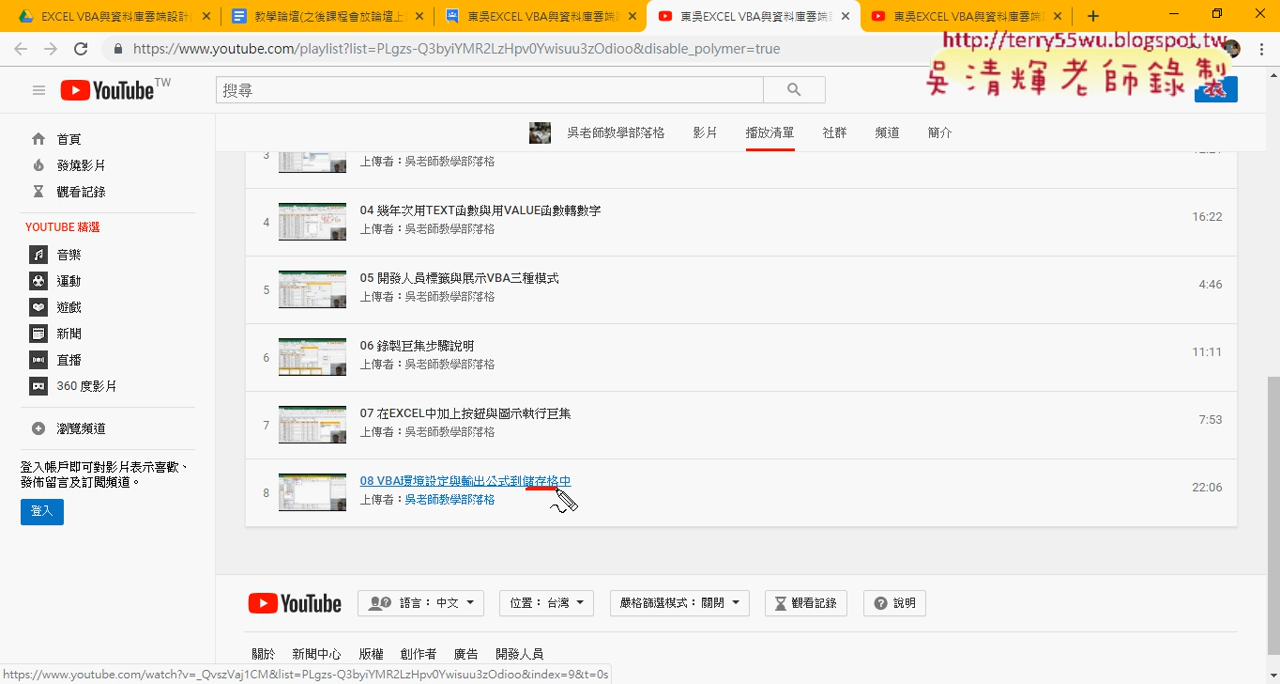 EXCEL VBA與資料庫雲端設計
教學論壇(之後課程會放論壇上
東吳EXCEL VBA與資料庫雲端
東吳EXCEL VBA與資料庫雲端
東吳EXCEL VBA與資料庫雲端
https://www.youtube.com/playlist?list=PLgzs-Q3byiYMR2LzHpv0Ywisuu3zOdioo&disable_polymer=true
http://terry55wu.blogspot.tw
吳清輝老師錄製
YouTube TW
搜尋
吳老師教學部落格
影片
播放清單
社群
頻道
簡介
首頁
發燒影片
觀看記錄
YOUTUBE 精選
音樂
運動
遊戲
新聞
直播
360 度影片
瀏覽頻道
登入帳戶即可對影片表示喜歡、
發佈留言及訂閱頻道。
登入
3
上傳者：吳老師教學部落格
4
04 幾年次用TEXT函數與用VALUE函數轉數字
上傳者：吳老師教學部落格
16:22
5
05 開發人員標籤與展示VBA三種模式
上傳者：吳老師教學部落格
4:46
6
06 錄製巨集步驟說明
上傳者：吳老師教學部落格
11:11
7
07 在EXCEL中加上按鈕與圖示執行巨集
上傳者：吳老師教學部落格
7:53
8
08 VBA環境設定與輸出公式到儲存格中
上傳者：吳老師教學部落格
22:06
YouTube
語言： 中文
位置： 台灣
嚴格篩選模式： 關閉
觀看記錄
說明
關於
新聞中心
版權
創作者
廣告
開發人員
https://www.youtube.com/watch?v=_QvszVaj1CM&list=PLgzs-Q3byiYMR2LzHpv0Ywisuu3zOdioo&index=9&t=0s